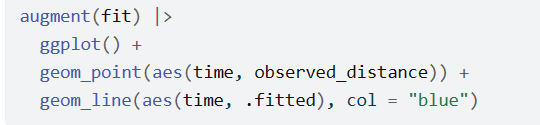 augment(fit) |>
  ggplot() +
  geom_point(aes(time, observed_distance)) +
  geom_line(aes(time, .fitted), col = "blue")